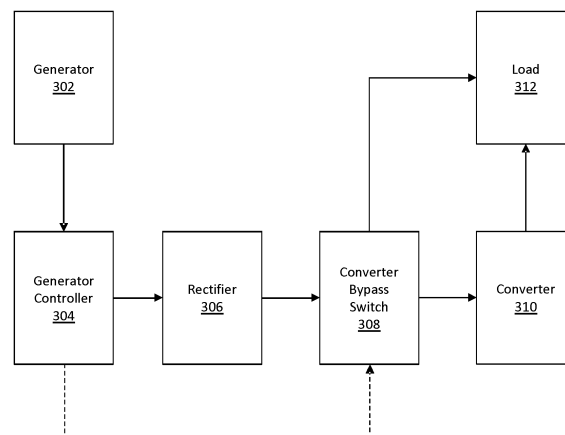 Generator
302
Load
312
Generator
Controller
304
Rectifier
306
Converter
Bypass
Switch
308
Converter
310